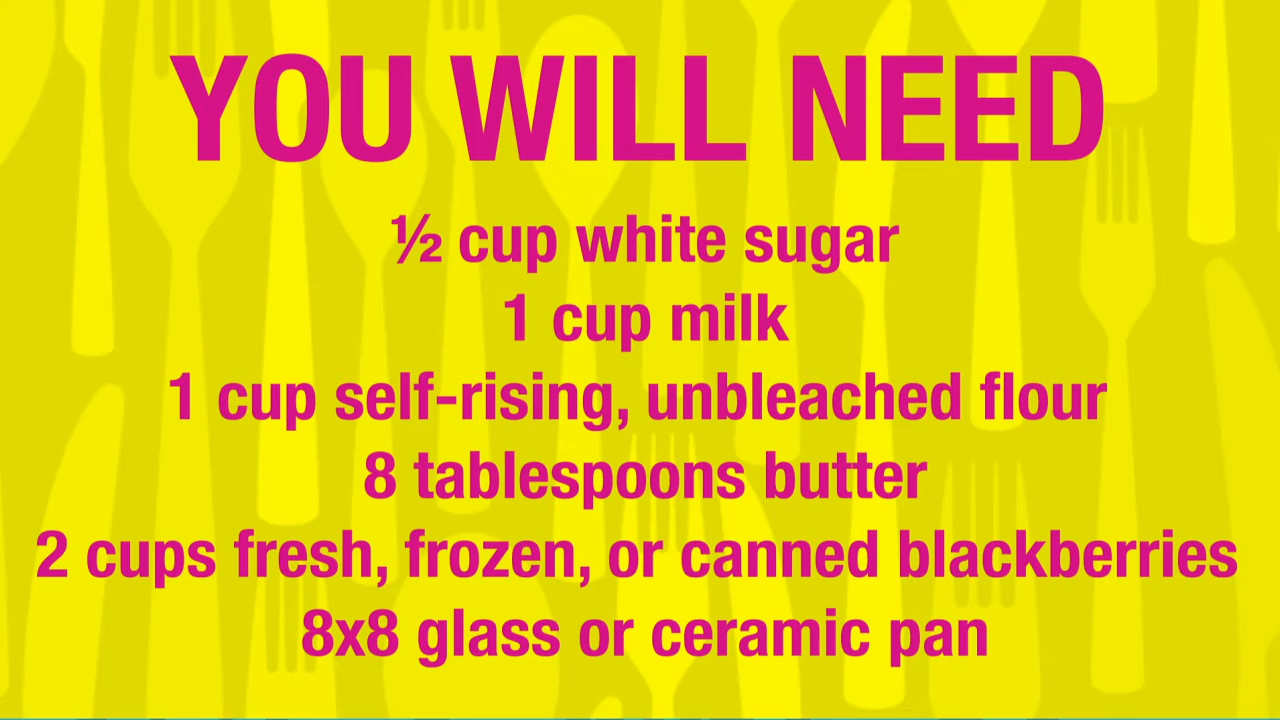 YOU WILL NEED
½ cup white sugar
1 cup milk
1 cup self-rising, unbleached flour
8 tablespoons butter
2 cups fresh, frozen, or canned blackberries
8x8 glass or ceramic pan